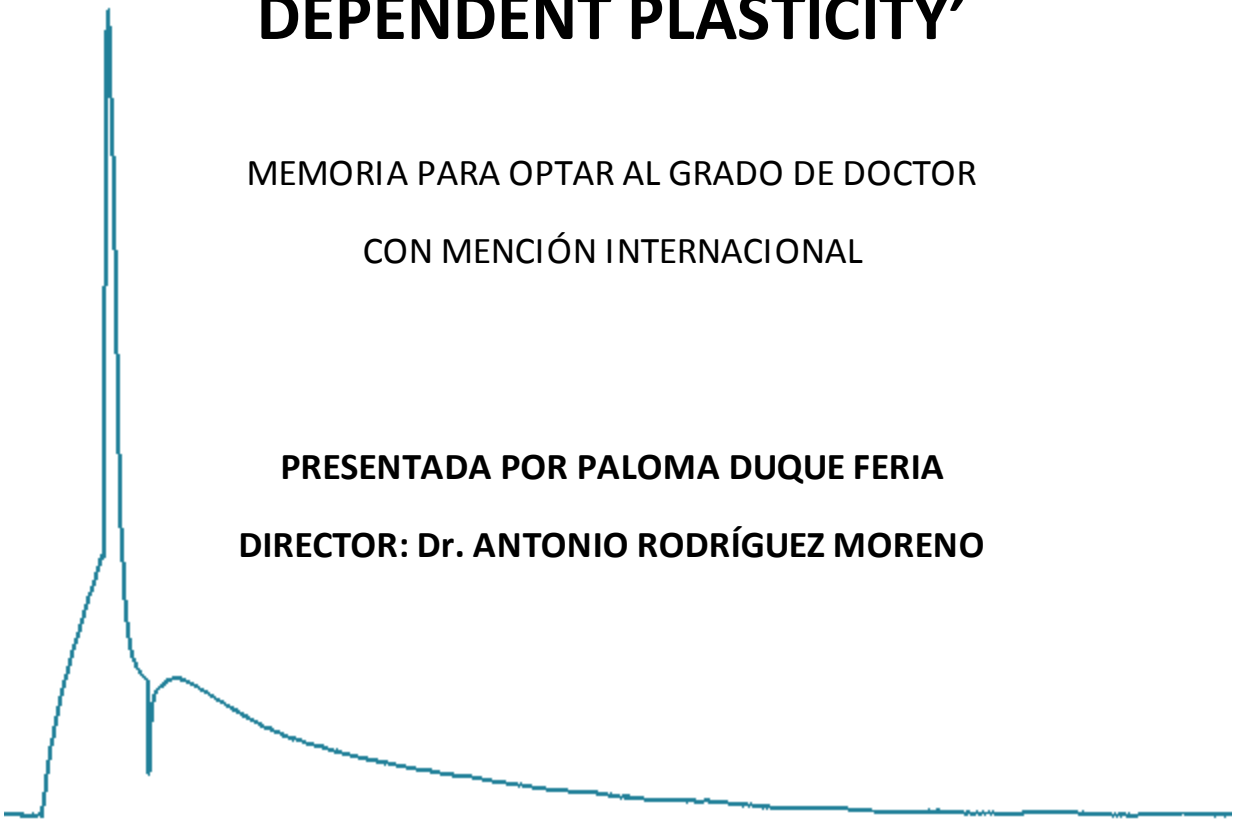 DEPENDENT PLASTICITY’
MEMORIA PARA OPTAR AL GRADO DE DOCTOR
CON MENCIÓN INTERNACIONAL
PRESENTADA POR PALOMA DUQUE FERIA
DIRECTOR: Dr. ANTONIO RODRÍGUEZ MORENO